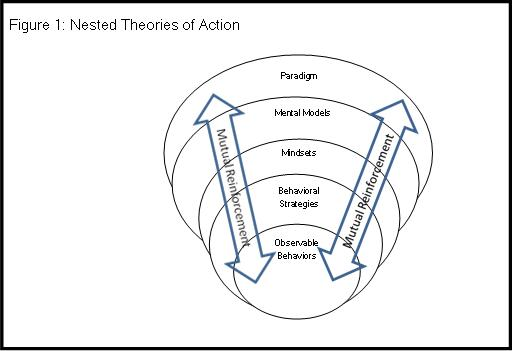 Figure 1: Nested Theories of Action
Paradigm
Mental Models
Mindsets
Behavioral
Strategies
Observable
Behaviors
Mutual Reinforcement
Mutual Reinforcement